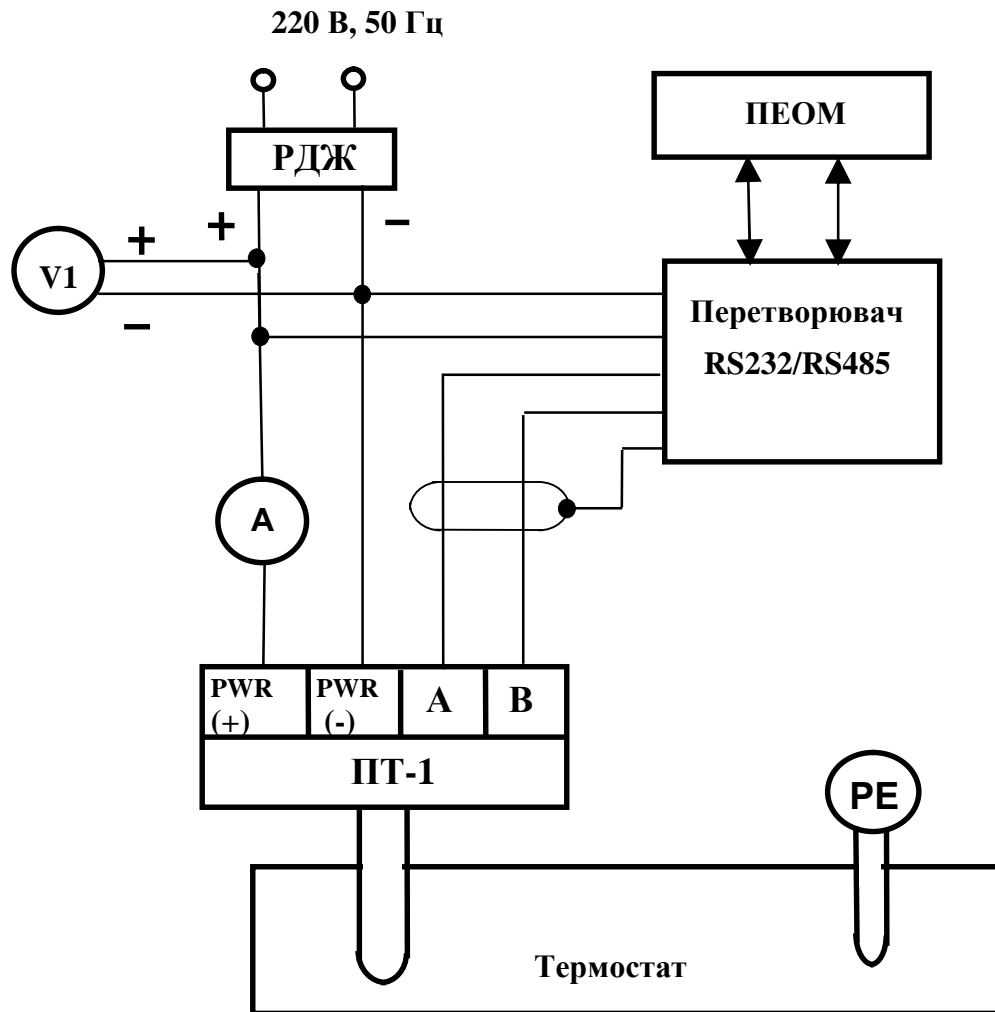 220 В, 50 Гц
ПЕОМ
РДЖ
+
+
–
V1
–
Перетворювач
RS232/RS485
A
PWR
(+)
PWR
(-)
A
B
ПТ-1
PE
Термостат